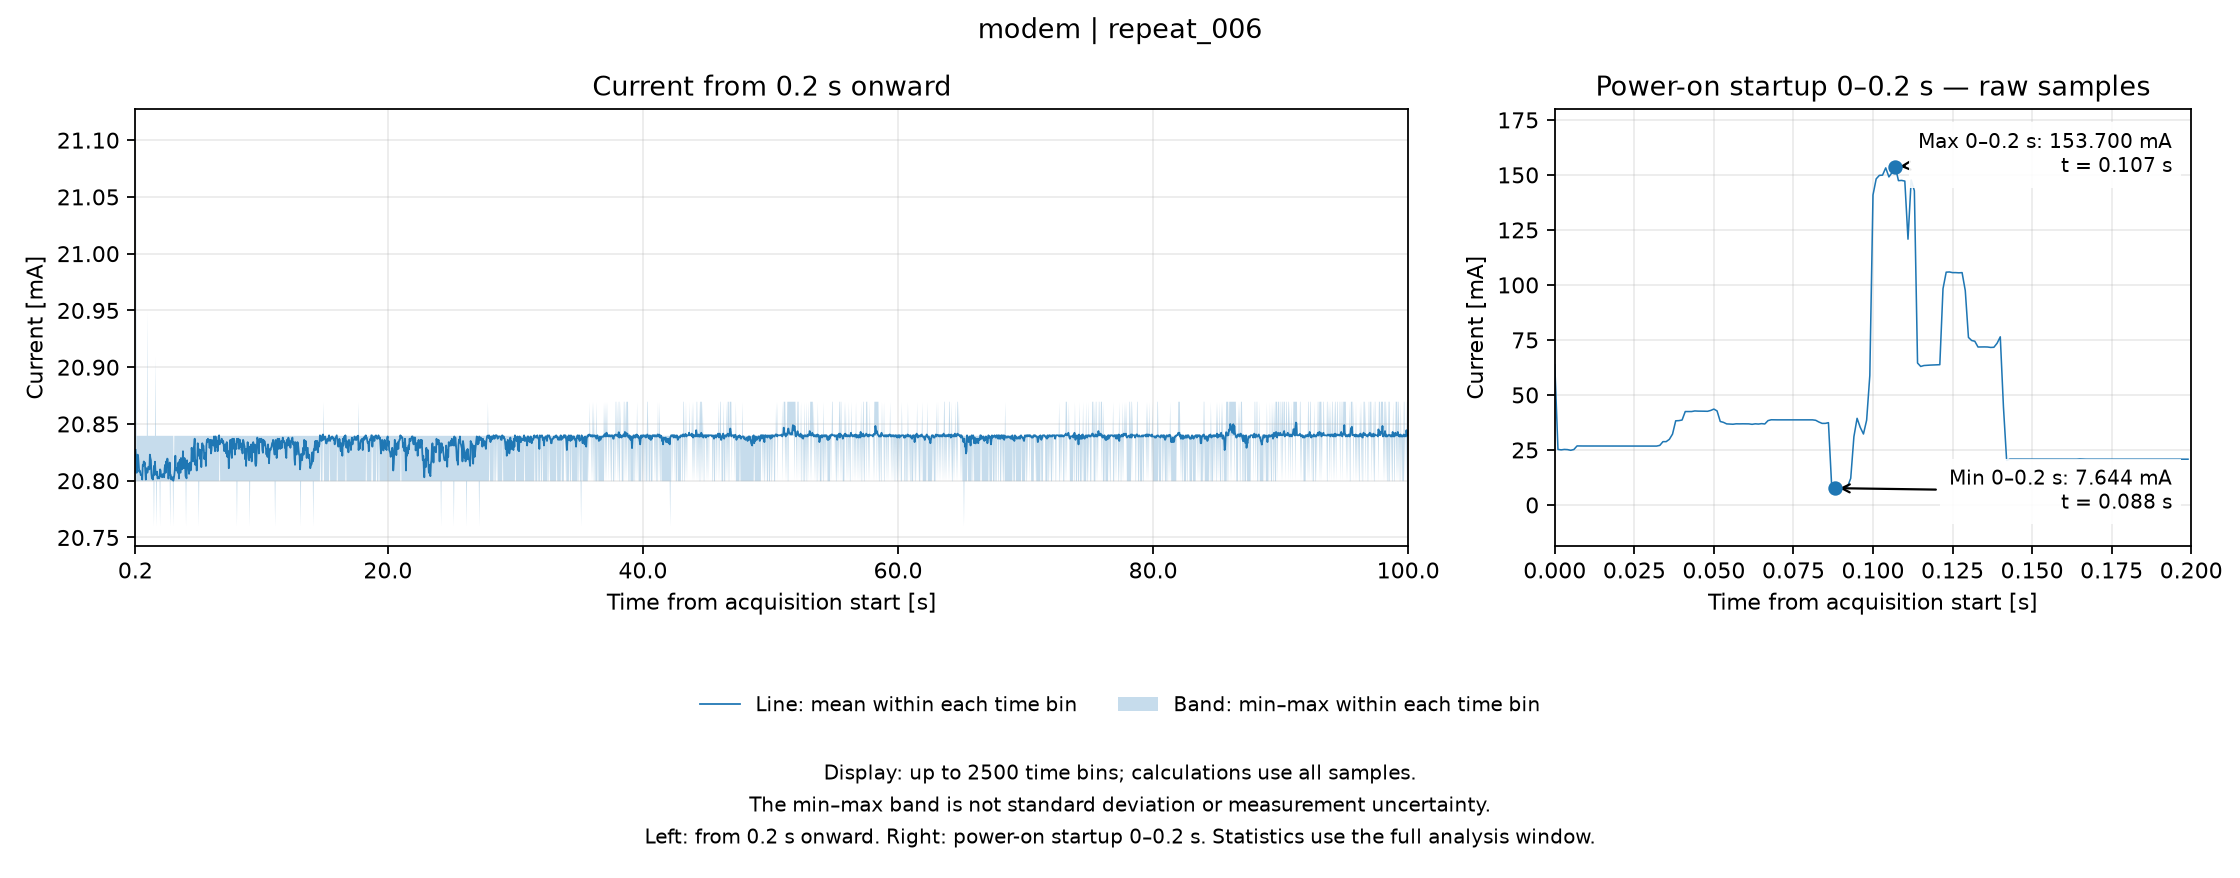 modem | repeat_006
Current from 0.2 s onward
Current [mA]
21.10
21.05
21.00
20.95
20.90
20.85
20.80
20.75
0.2
20.0
40.0
60.0
80.0
100.0
Time from acquisition start [s]
Power-on startup 0–0.2 s — raw samples
Current [mA]
175
150
125
100
75
50
25
0
Max 0–0.2 s: 153.700 mA
t = 0.107 s
Min 0–0.2 s: 7.644 mA
t = 0.088 s
0.000
0.025
0.050
0.075
0.100
0.125
0.150
0.175
0.200
Time from acquisition start [s]
Line: mean within each time bin
Band: min–max within each time bin
Display: up to 2500 time bins; calculations use all samples.
The min–max band is not standard deviation or measurement uncertainty.
Left: from 0.2 s onward. Right: power-on startup 0–0.2 s. Statistics use the full analysis window.